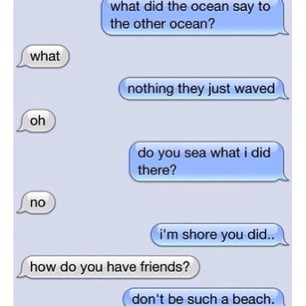 what did the ocean say to
the other ocean?
what
nothing they just waved
oh
do you sea what i did
there?
no
i'm shore you did..
how do you have friends?
don't be such a beach.